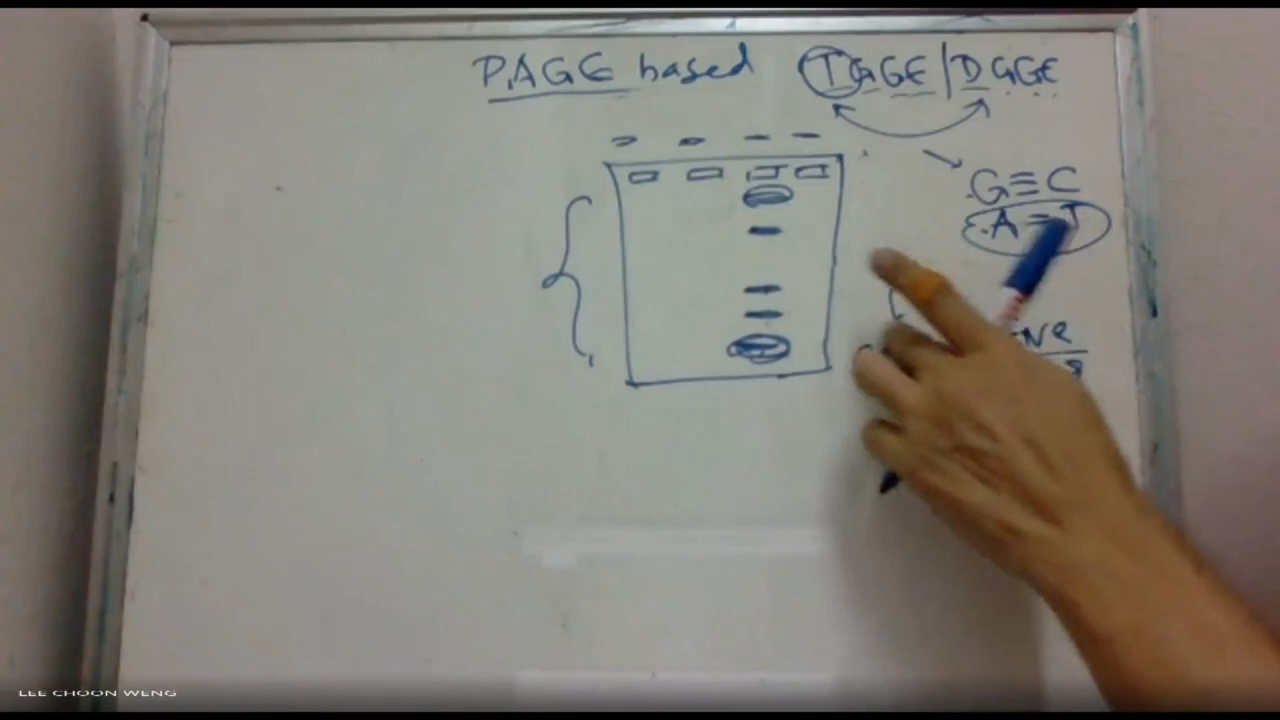 PAGE based TGGE | DGGE
G≡C
A = T
LEE CHOON WENG